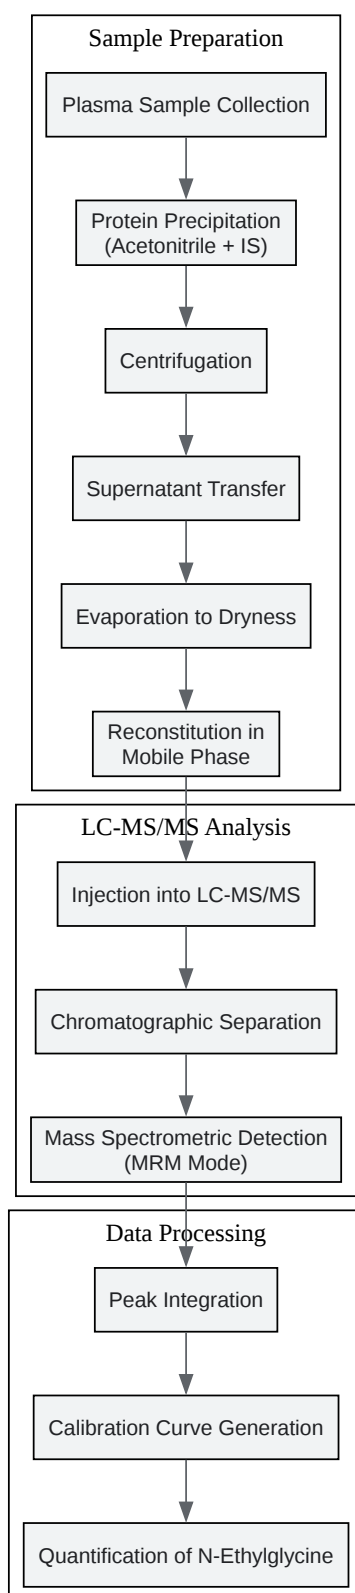 Sample Preparation
Plasma Sample Collection
Protein Precipitation
(Acetonitrile + IS)
Centrifugation
Supernatant Transfer
Evaporation to Dryness
Reconstitution in
Mobile Phase
LC-MS/MS Analysis
Injection into LC-MS/MS
Chromatographic Separation
Mass Spectrometric Detection
(MRM Mode)
Data Processing
Peak Integration
Calibration Curve Generation
Quantification of N-Ethylglycine